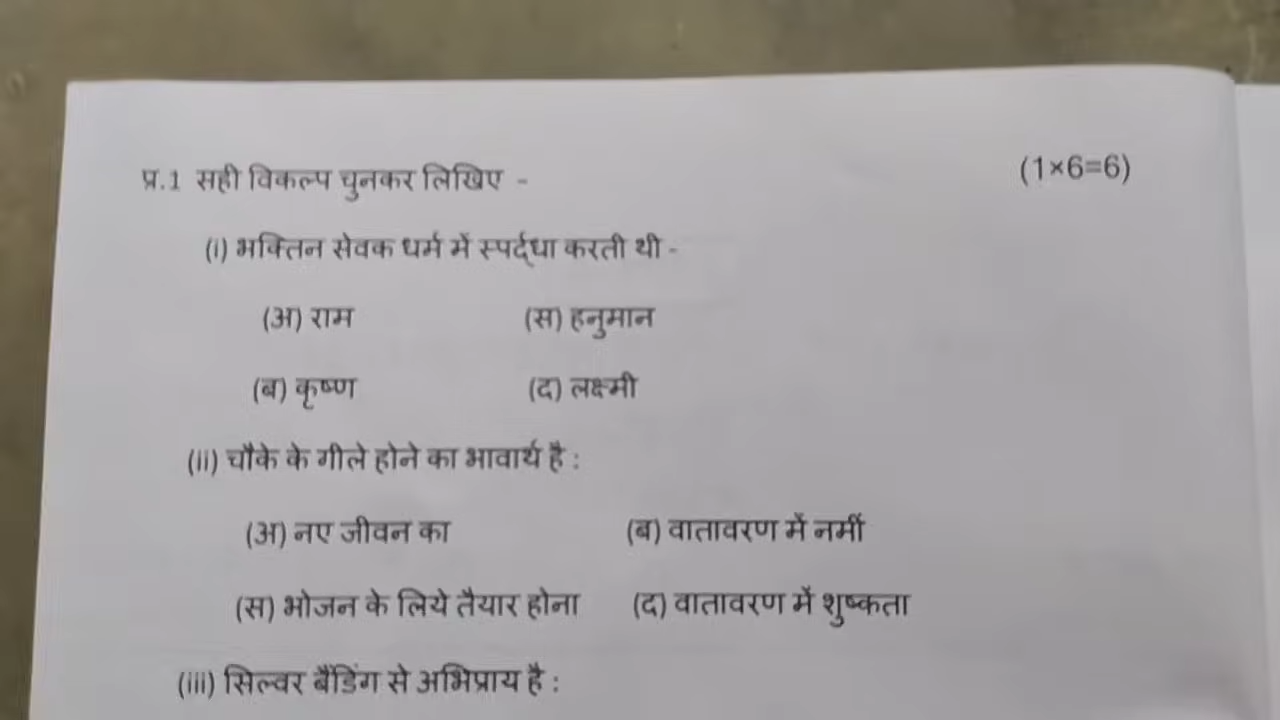 प्र.1 सही विकल्प चुनकर लिखिए - (1×6=6)
(i) भक्तिन सेवक धर्म में स्पर्द्धा करती थी -
(अ) राम (स) हनुमान
(ब) कृष्ण (द) लक्ष्मी
(ii) चौके के गीले होने का भावार्थ है :
(अ) नए जीवन का (ब) वातावरण में नर्मी
(स) भोजन के लिये तैयार होना (द) वातावरण में शुष्कता
(iii) सिल्वर बैंडिंग से अभिप्राय है :